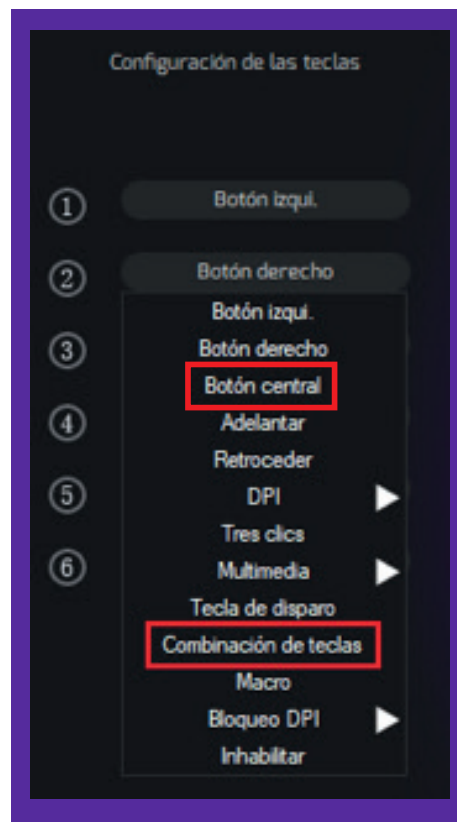 Configuración de las teclas
① Botón izqui.
② Botón derecho
Botón izqui.
③ Botón derecho
Botón central
④ Adelantar
Retroceder
⑤ DPI
Tres clics
⑥ Multimedia
Tecla de disparo
Combinación de teclas
Macro
Bloqueo DPI
Inhabilitar